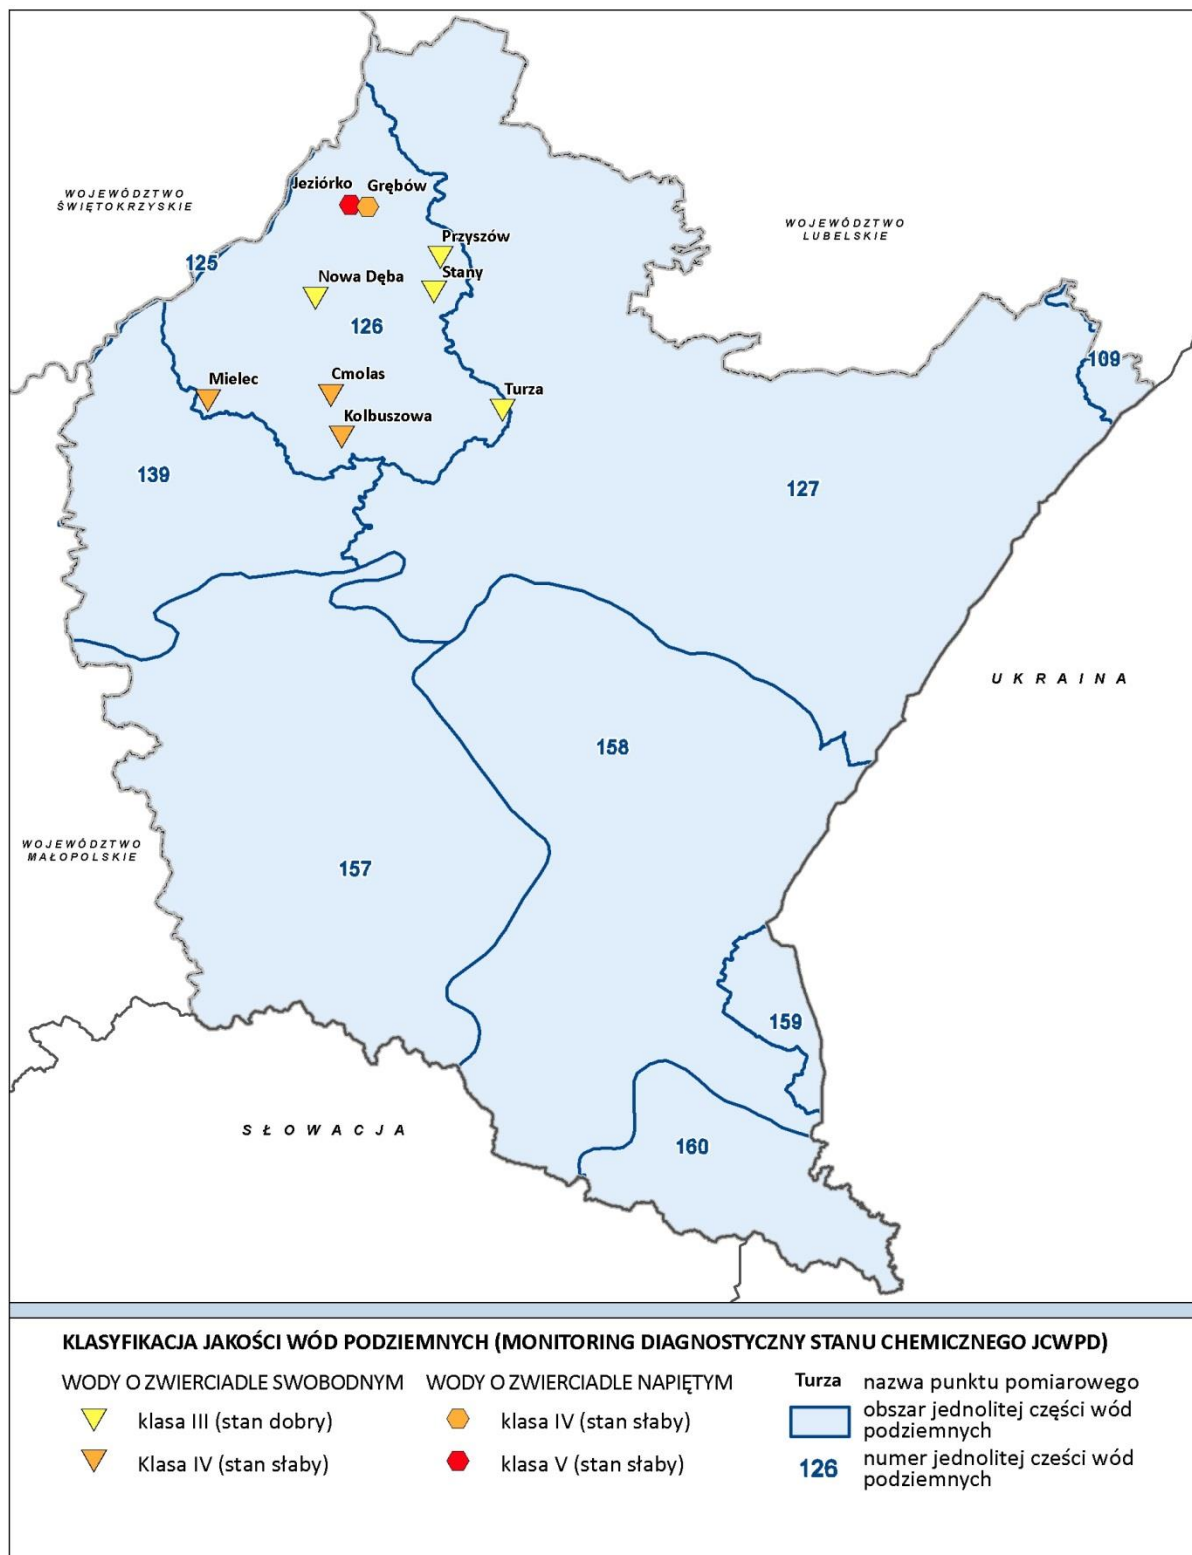 WOJEWÓDZTWO
ŚWIĘTOKRZYSKIE
Jeziórko
Grębów
WOJEWÓDZTWO
LUBELSKIE
Przyszów
125
Stany
Nowa Dęba
126
109
Mielec
Cmolas
Turza
Kolbuszowa
139
127
UKRAINA
158
WOJEWÓDZTWO
MAŁOPOLSKIE
157
159
SŁOWACJA
160
KLASYFIKACJA JAKOŚCI WÓD PODZIEMNYCH (MONITORING DIAGNOSTYCZNY STANU CHEMICZNEGO JCWPD)
WODY O ZWIERCIADLE SWOBODNYM
klasa III (stan dobry)
Klasa IV (stan słaby)
WODY O ZWIERCIADLE NAPIĘTYM
klasa IV (stan słaby)
klasa V (stan słaby)
Turza nazwa punktu pomiarowego
obszar jednolitej części wód
podziemnych
126 numer jednolitej cześci wód
podziemnych